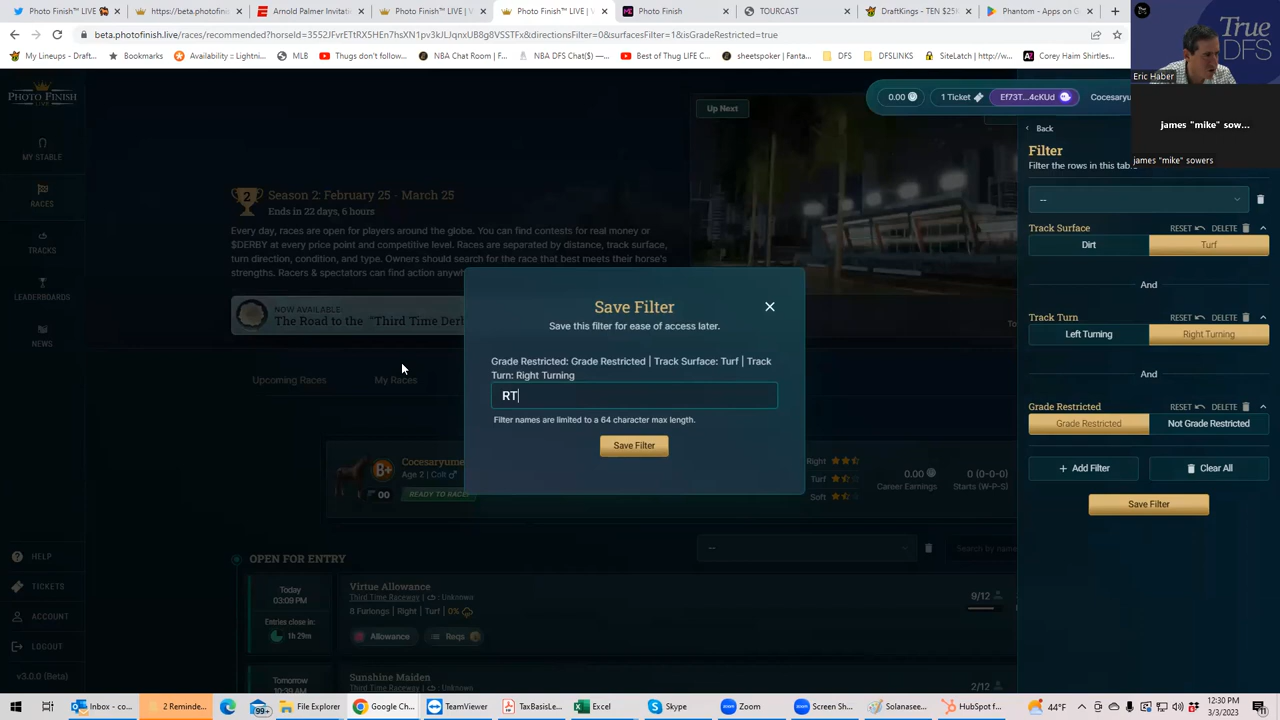 Photo Finish™ LIVE
https://beta.photofinis
Arnold Palmer Invitatio
Photo Finish™ LIVE | V
Photo Finish™ LIVE | V
Photo Finish
TOURCAST
DraftKings - TEN $25
Phantom - App on G
beta.photofinish.live/races/recommended?horseId=3552JFvrETtRX5HEn7hsXN1pv3kJLJqnxUB8g8VSSTFx&directionsFilter=0&surfacesFilter=1&isGradeRestricted=true
My Lineups - Draft...
Bookmarks
Availability :: Lightni...
Thugs don't follow...
NBA Chat Room | F...
NBA DFS Chat($) —...
Best of Thug LIFE C...
sheetspoker | Fanta...
DFS
DFSLINKS
SiteLatch | http://w...
Corey Haim Shirtles...
True DFS
Eric Haber
james "mike" sow...
james "mike" sowers
PHOTO FINISH
LIVE
MY STABLE
RACES
TRACKS
LEADERBOARDS
NEWS
HELP
TICKETS
ACCOUNT
LOGOUT
v3.0.0 (Beta)
Up Next
0.00
1 Ticket
Ef73T...4cKUd
Cocesaryu
2
Season 2: February 25 - March 25
Ends in 22 days, 6 hours
Every day, races are open for players around the globe. You can find contests for real money or
$DERBY at every price point and competitive level. Races are separated by distance, track surface,
turn direction, condition, and type. Owners should search for the race that best meets their horse's
strengths. Racers & spectators can find anoth
NOW AVAILABLE:
The Road to the "Third Time Derb
To
Upcoming Races
My Races
Save Filter
Save this filter for ease of access later.
Grade Restricted: Grade Restricted | Track Surface: Turf | Track
Turn: Right Turning
RT
Filter names are limited to a 64 character max length.
Save Filter
B+
00
Cocesaryume
Age 2 | Colt
READY TO RACE
Right
Turf
Soft
0.00
Career Earnings
0 (0-0-0)
Starts (W-P-S)
OPEN FOR ENTRY
--
Search by name
Today
03:09 PM
Entries close in:
1h 29m
Virtue Allowance
Third Time Raceway | : Unknown
8 Furlongs | Right | Turf | 0%
Allowance
Reqs
9/12
Tomorrow
10:39 AM
Sunshine Maiden
Third Time Raceway | : Unknown
2/12
Back
Filter
Filter the rows in this tab
--
Track Surface
RESET
DELETE
Dirt
Turf
And
Track Turn
RESET
DELETE
Left Turning
Right Turning
And
Grade Restricted
RESET
DELETE
Grade Restricted
Not Grade Restricted
Add Filter
Clear All
Save Filter
Inbox - co...
2 Reminde...
99+
File Explorer
Google Ch...
TeamViewer
TaxBasisLe...
Excel
Skype
Zoom
Screen Sh...
Solanasee...
HubSpot f...
44°F
12:30 PM
3/3/2023
11